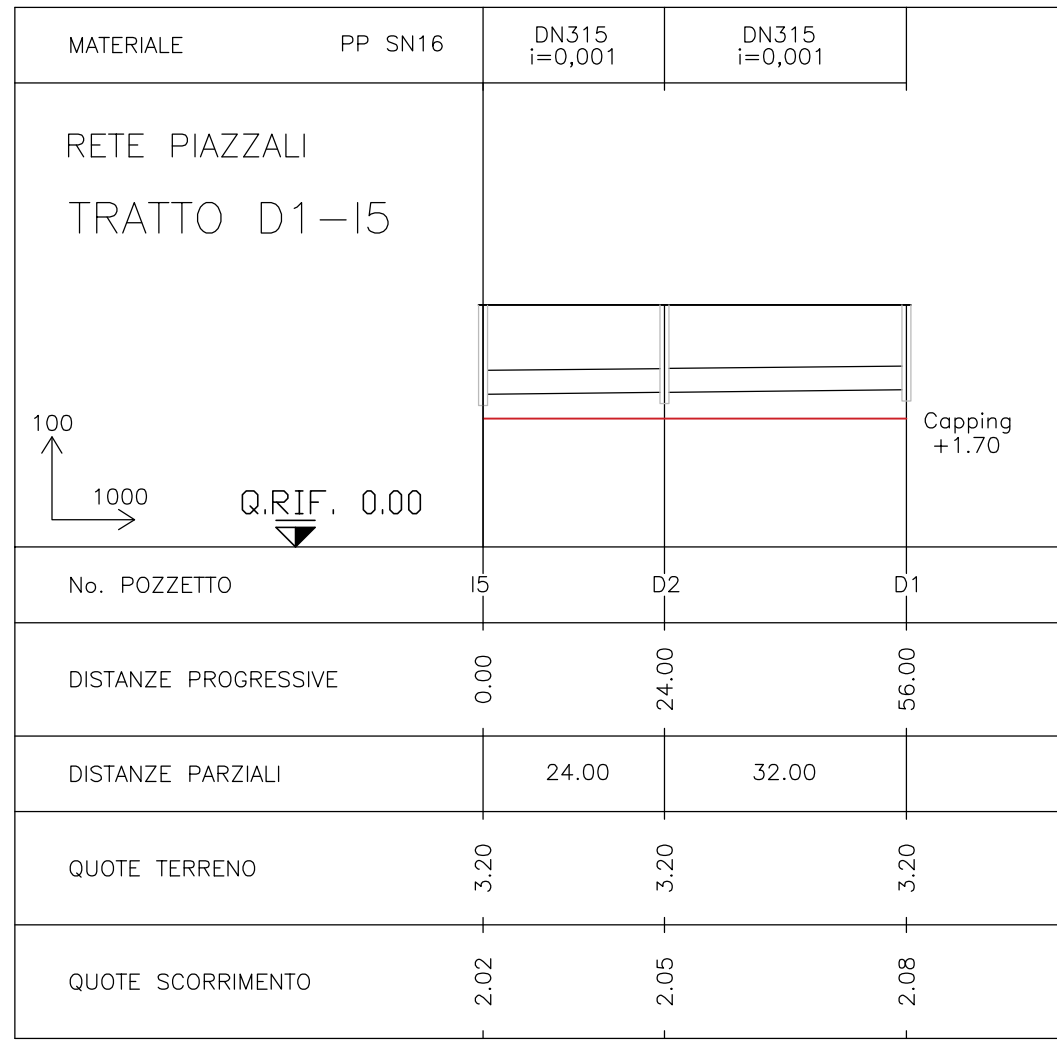 MATERIALE PP SN16 DN315 DN315
i=0,001 i=0,001
RETE PIAZZALI
TRATTO D1-I5
100
1000
Q.RIF. 0.00
Capping
+1.70
No. POZZETTO I5 D2 D1
DISTANZE PROGRESSIVE 0.00 24.00 56.00
DISTANZE PARZIALI 24.00 32.00
QUOTE TERRENO 3.20 3.20 3.20
QUOTE SCORRIMENTO 2.02 2.05 2.08